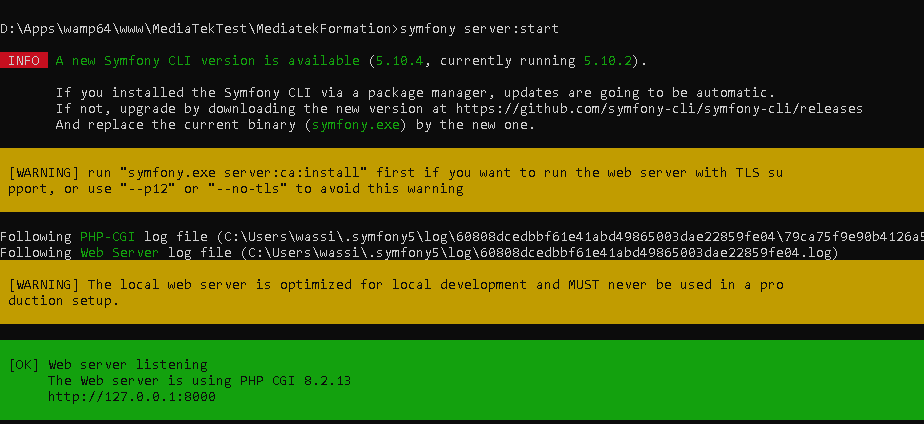 D:\Apps\wamp64\www\MediaTekTest\MediatekFormation>symfony server:start
INFO A new Symfony CLI version is available (5.10.4, currently running 5.10.2).
If you installed the Symfony CLI via a package manager, updates are going to be automatic.
If not, upgrade by downloading the new version at https://github.com/symfony-cli/symfony-cli/releases
And replace the current binary (symfony.exe) by the new one.
[WARNING] run "symfony.exe server:ca:install" first if you want to run the web server with TLS su
pport, or use "--p12" or "--no-tls" to avoid this warning
Following PHP-CGI log file (C:\Users\wassi\.symfony5\log\60808dcedbbf61e41abd49865003dae22859fe04\79ca75f9e90b4126a5
Following Web Server log file (C:\Users\wassi\.symfony5\log\60808dcedbbf61e41abd49865003dae22859fe04.log)
[WARNING] The local web server is optimized for local development and MUST never be used in a pro
duction setup.
[OK] Web server listening
The Web server is using PHP CGI 8.2.13
http://127.0.0.1:8000